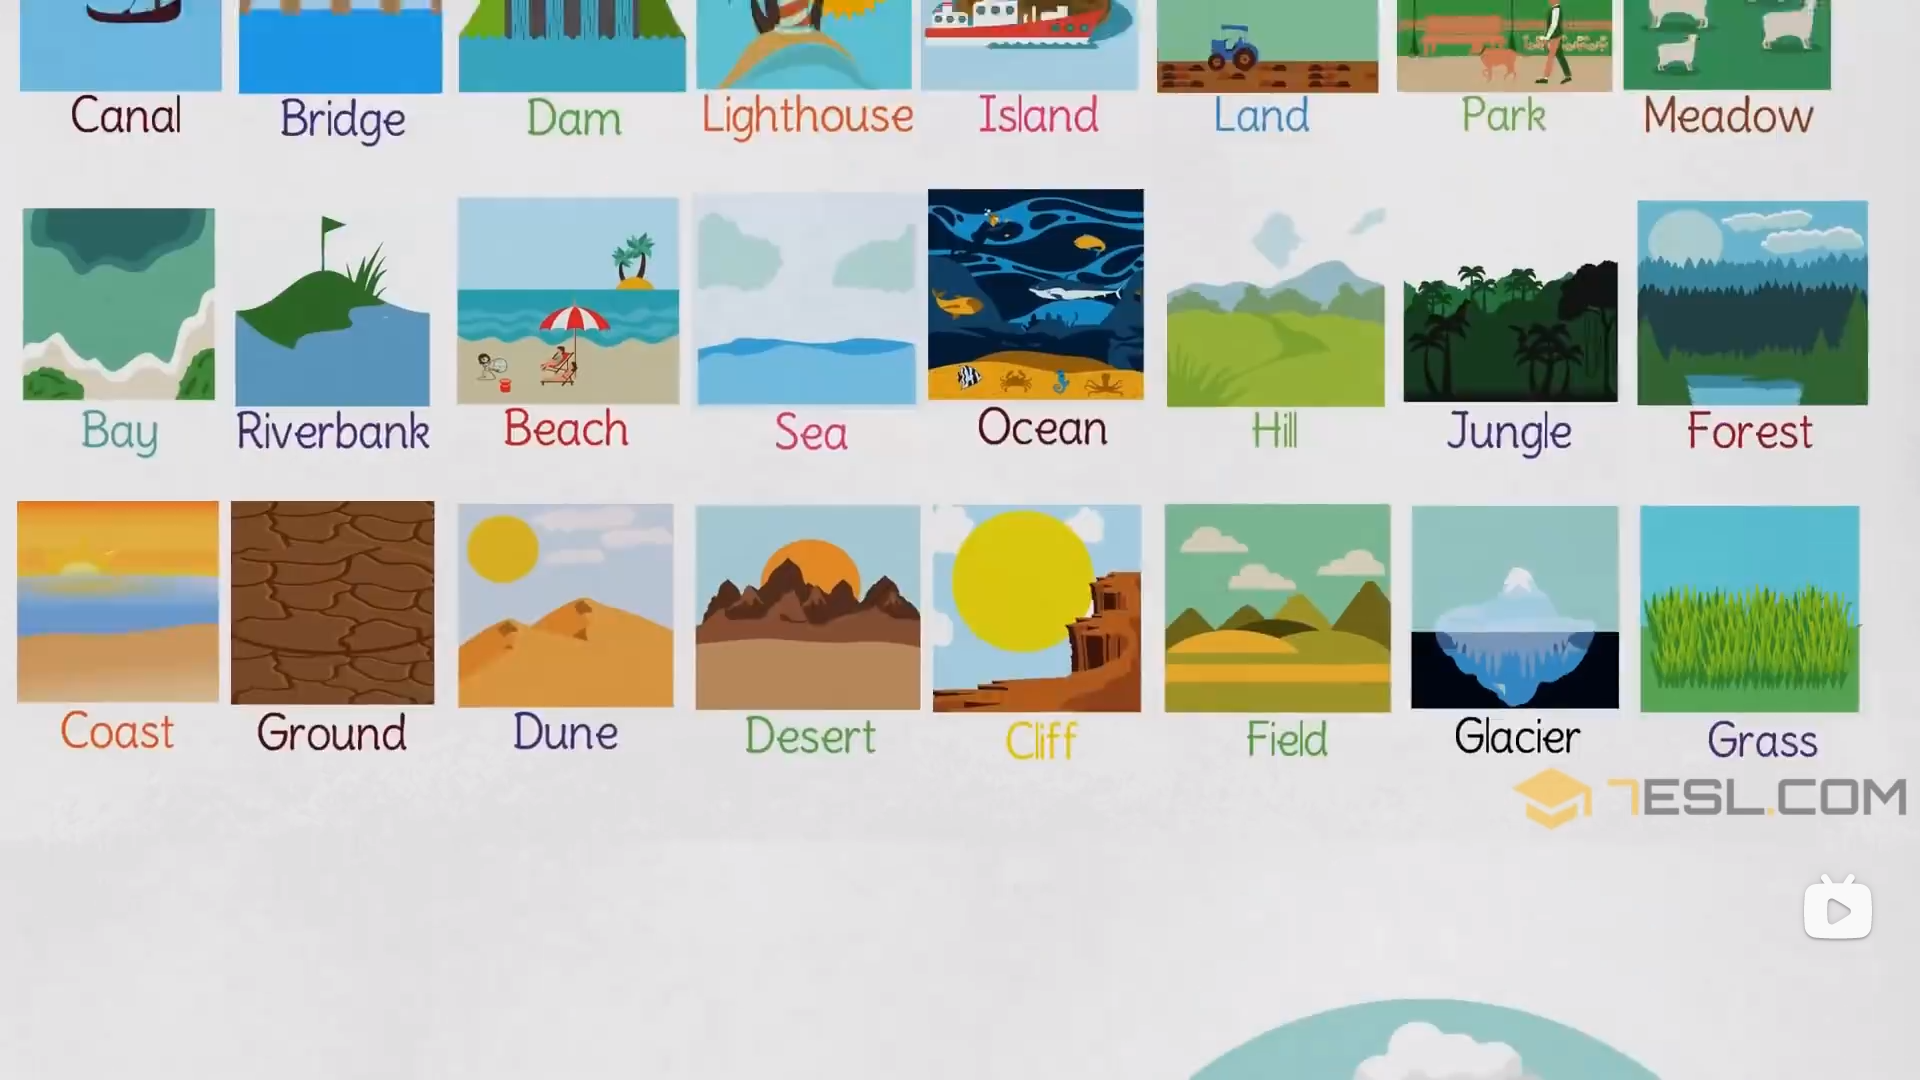 Canal Bridge Dam Lighthouse Island Land Park Meadow
Bay Riverbank Beach Sea Ocean Hill Jungle Forest
Coast Ground Dune Desert Cliff Field Glacier Grass
7ESL.COM